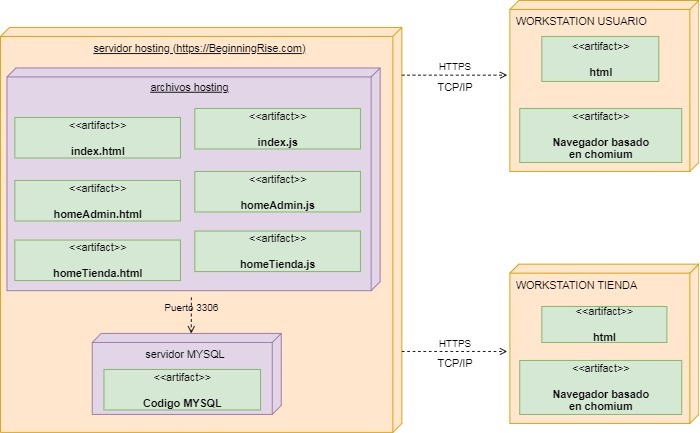 servidor hosting (https://BeginningRise.com)
archivos hosting
<<artifact>>
index.html
<<artifact>>
index.js
<<artifact>>
homeAdmin.html
<<artifact>>
homeAdmin.js
<<artifact>>
homeTienda.html
<<artifact>>
homeTienda.js
Puerto 3306
servidor MYSQL
<<artifact>>
Codigo MYSQL
HTTPS
TCP/IP
WORKSTATION USUARIO
<<artifact>>
html
<<artifact>>
Navegador basado
en chomium
HTTPS
TCP/IP
WORKSTATION TIENDA
<<artifact>>
html
<<artifact>>
Navegador basado
en chomium